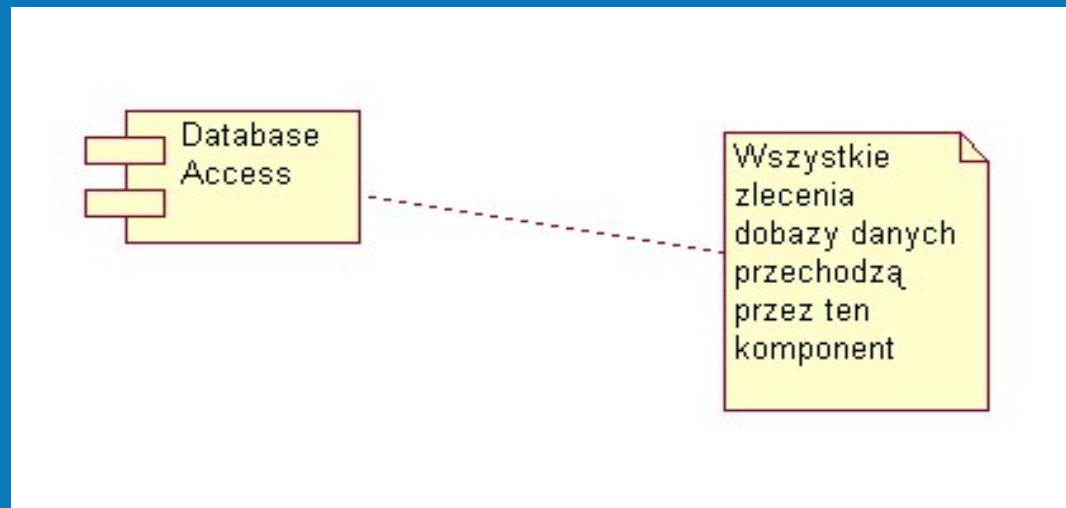 Database
Access
Wszystkie
zlecenia
dobazy danych
przechodzą
przez ten
komponent